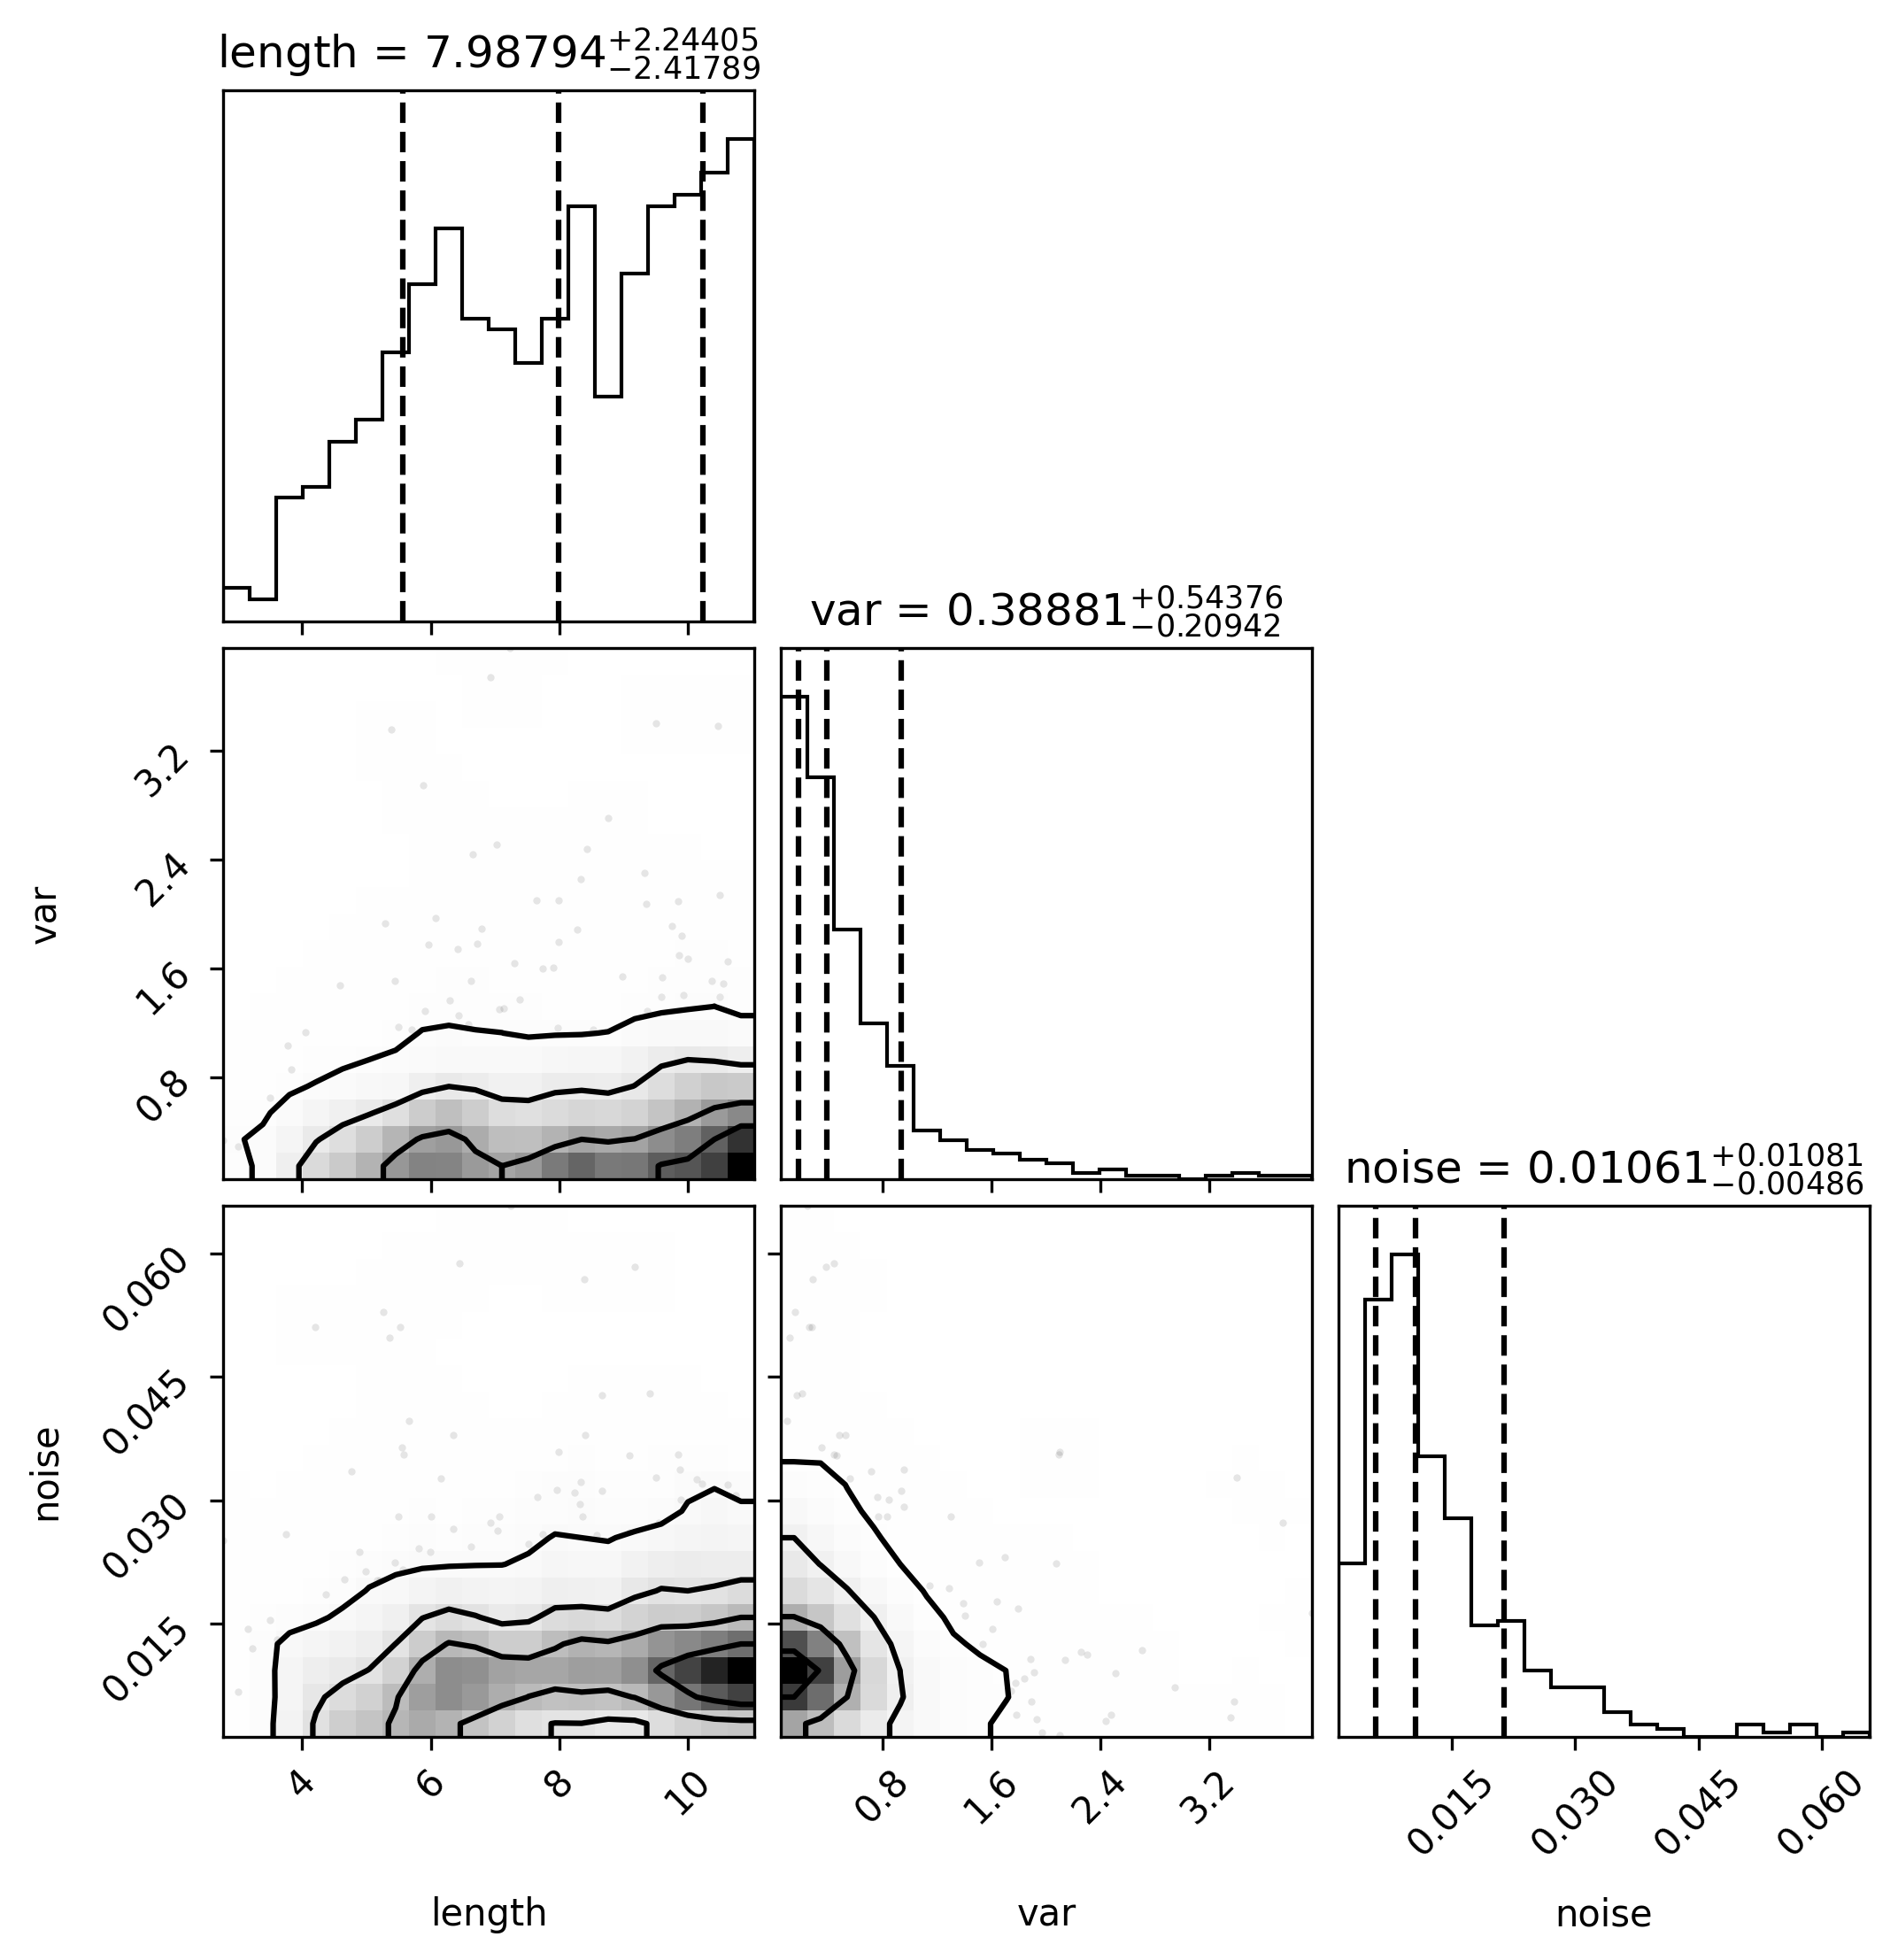 length = 7.98794 +2.24405 −2.41789
var = 0.38881 +0.54376 −0.20942
var
3.2
2.4
1.6
0.8
noise = 0.01061 +0.01081 −0.00486
noise
0.060
0.045
0.030
0.015
4 6 8 10
0.8 1.6 2.4 3.2
0.015 0.030 0.045 0.060
length var noise